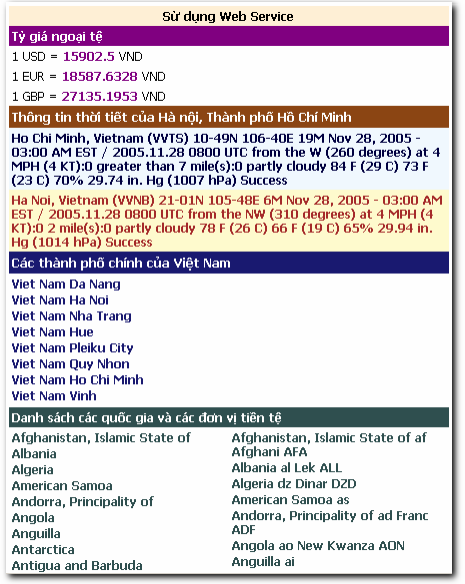 Sử dụng Web Service
Tỷ giá ngoại tệ
1 USD = 15902.5 VND
1 EUR = 18587.6328 VND
1 GBP = 27135.1953 VND
Thông tin thời tiết của Hà nội, Thành phố Hồ Chí Minh
Ho Chi Minh, Vietnam (VVTS) 10-49N 106-40E 19M Nov 28, 2005 -
03:00 AM EST / 2005.11.28 0800 UTC from the W (260 degrees) at 4
MPH (4 KT):0 greater than 7 mile(s):0 partly cloudy 84 F (29 C) 73 F
(23 C) 70% 29.74 in. Hg (1007 hPa) Success
Ha Noi, Vietnam (VVNB) 21-01N 105-48E 6M Nov 28, 2005 - 03:00 AM
EST / 2005.11.28 0800 UTC from the NW (310 degrees) at 4 MPH (4
KT):0 2 mile(s):0 partly cloudy 78 F (26 C) 66 F (19 C) 65% 29.94 in.
Hg (1014 hPa) Success
Các thành phố chính của Việt Nam
Viet Nam Da Nang
Viet Nam Ha Noi
Viet Nam Nha Trang
Viet Nam Hue
Viet Nam Pleiku City
Viet Nam Quy Nhon
Viet Nam Ho Chi Minh
Viet Nam Vinh
Danh sách các quốc gia và các đơn vị tiền tệ
Afghanistan, Islamic State of
Albania
Algeria
American Samoa
Andorra, Principality of
Angola
Anguilla
Antarctica
Antigua and Barbuda
Afghanistan, Islamic State of af
Afghani AFA
Albania al Lek ALL
Algeria dz Dinar DZD
American Samoa as
Andorra, Principality of ad Franc
ADF
Angola ao New Kwanza AON
Anguilla ai